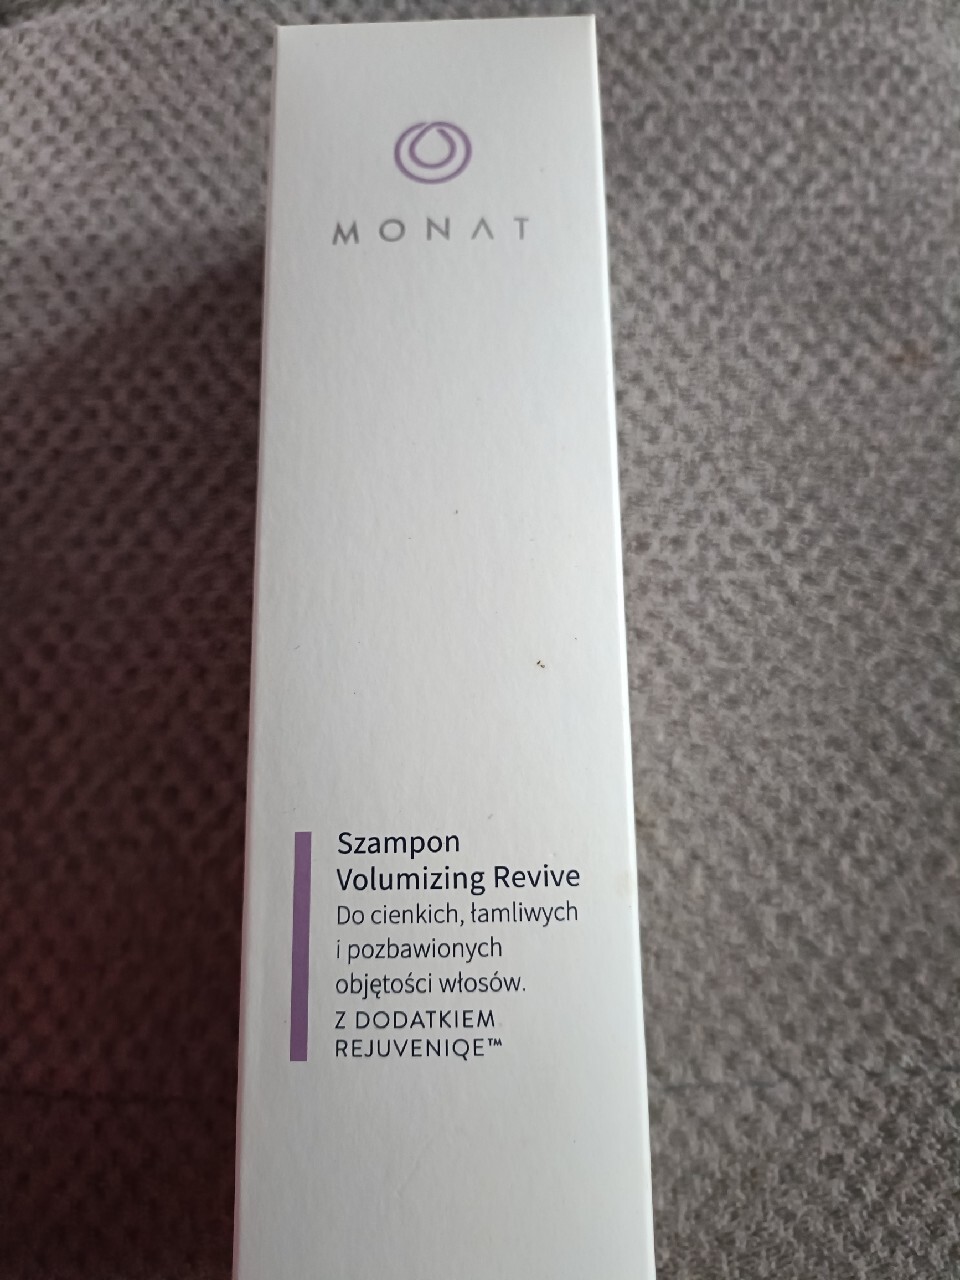 MONAT
Szampon
Volumizing Revive
Do cienkich, łamliwych
i pozbawionych
objętości włosów.
Z DODATKIEM
REJUVENIQE™